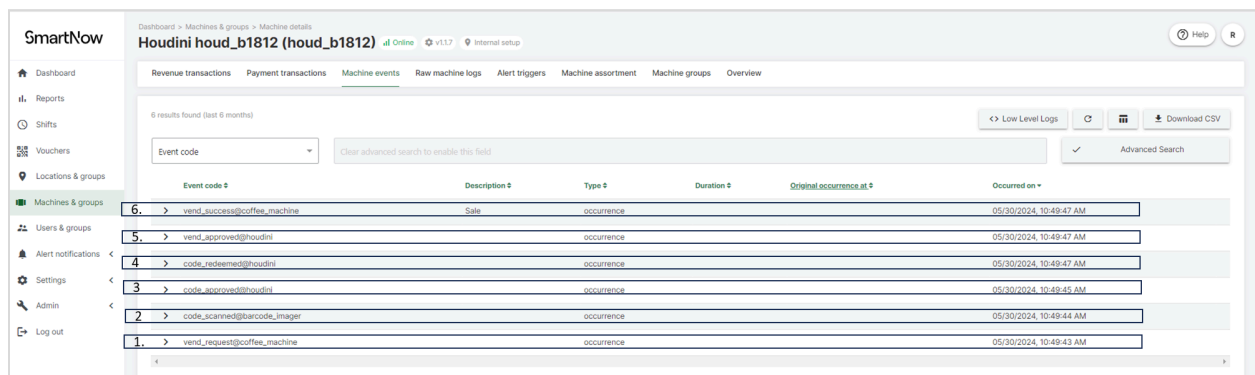 SmartNow
Dashboard > Machines & groups > Machine details
Houdini houd_b1812 (houd_b1812) Online v1.1.7 Internal setup
Help R
Dashboard
Reports
Shifts
Vouchers
Locations & groups
Machines & groups
Users & groups
Alert notifications
Settings
Admin
Log out
Revenue transactions Payment transactions Machine events Raw machine logs Alert triggers Machine assortment Machine groups Overview
6 results found (last 6 months)
<> Low Level Logs Download CSV
Event code Clear advanced search to enable this field Advanced Search
Event code Description Type Duration Original occurrence at Occurred on
6. vend_success@coffee_machine Sale occurrence 05/30/2024, 10:49:47 AM
5. vend_approved@houdini occurrence 05/30/2024, 10:49:47 AM
4 code_redeemed@houdini occurrence 05/30/2024, 10:49:47 AM
3 code_approved@houdini occurrence 05/30/2024, 10:49:45 AM
2 code_scanned@barcode_imager occurrence 05/30/2024, 10:49:44 AM
1. vend_request@coffee_machine occurrence 05/30/2024, 10:49:43 AM